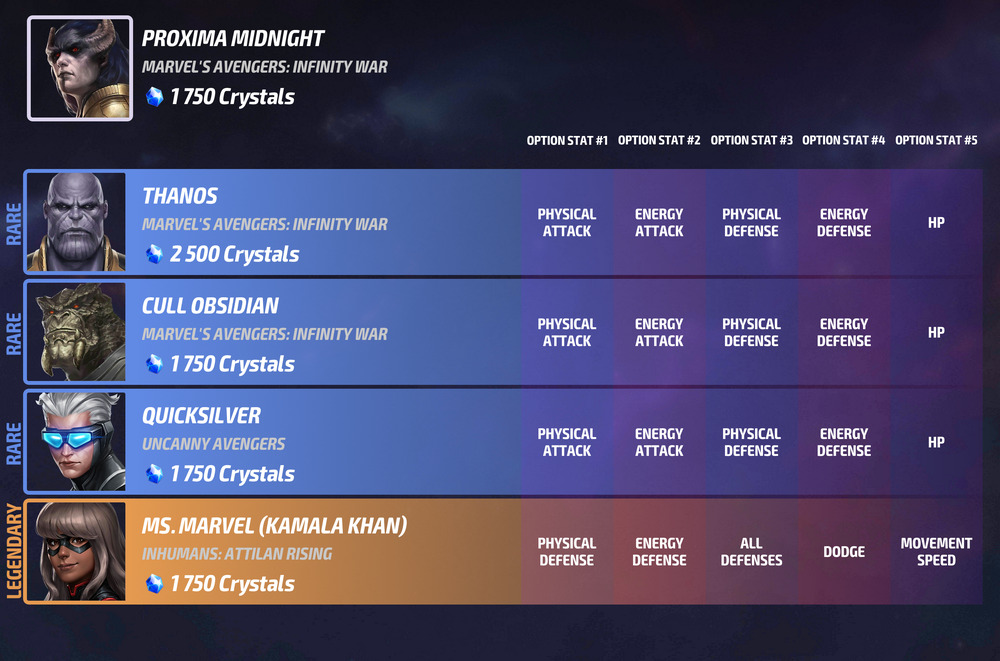 PROXIMA MIDNIGHT
MARVEL'S AVENGERS: INFINITY WAR
1 750 Crystals
OPTION STAT #1 OPTION STAT #2 OPTION STAT #3 OPTION STAT #4 OPTION STAT #5
RARE
THANOS
MARVEL'S AVENGERS: INFINITY WAR
2 500 Crystals
PHYSICAL ATTACK
ENERGY ATTACK
PHYSICAL DEFENSE
ENERGY DEFENSE
HP
RARE
CULL OBSIDIAN
MARVEL'S AVENGERS: INFINITY WAR
1 750 Crystals
PHYSICAL ATTACK
ENERGY ATTACK
PHYSICAL DEFENSE
ENERGY DEFENSE
HP
RARE
QUICKSILVER
UNCANNY AVENGERS
1 750 Crystals
PHYSICAL ATTACK
ENERGY ATTACK
PHYSICAL DEFENSE
ENERGY DEFENSE
HP
LEGENDARY
MS. MARVEL (KAMALA KHAN)
INHUMANS: ATTILAN RISING
1 750 Crystals
PHYSICAL DEFENSE
ENERGY DEFENSE
ALL DEFENSES
DODGE
MOVEMENT SPEED